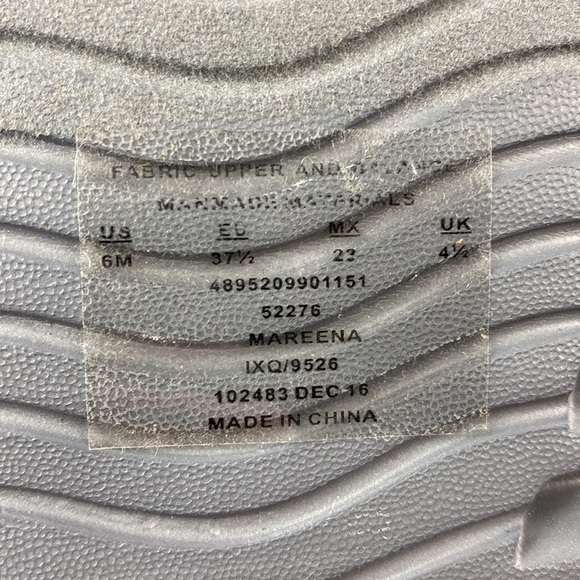 FABRIC UPPER AND BALANCE
MANMADE MATERIALS
US EU MX UK
6M 37½ 23 4½
4895209901151
52276
MAREENA
IXQ/9526
102483 DEC 16
MADE IN CHINA